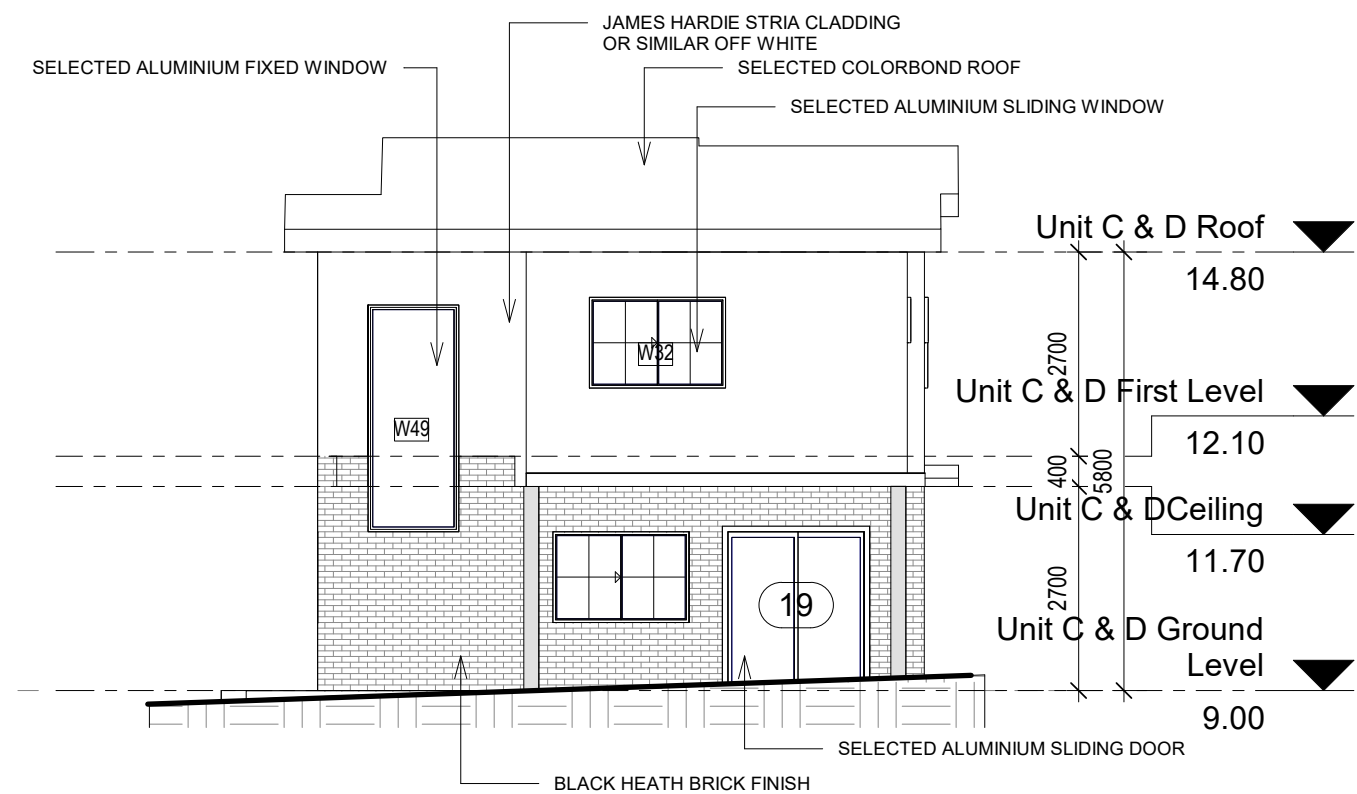 JAMES HARDIE STRIA CLADDING
OR SIMILAR OFF WHITE
SELECTED ALUMINIUM FIXED WINDOW
SELECTED COLORBOND ROOF
SELECTED ALUMINIUM SLIDING WINDOW
Unit C & D Roof
14.80
2700
W32
Unit C & D First Level
W49
12.10
400
5800
Unit C & DCeiling
11.70
2700
19
Unit C & D Ground
Level
9.00
SELECTED ALUMINIUM SLIDING DOOR
BLACK HEATH BRICK FINISH